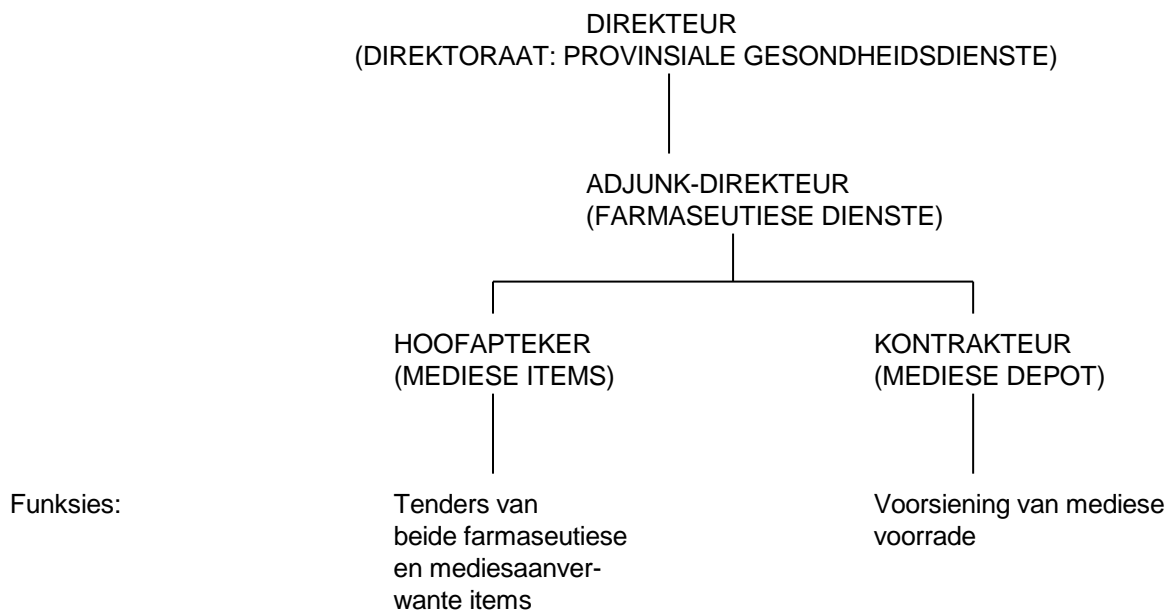 DIREKTEUR
(DIREKTORAAT: PROVINSIALE GESONDHEIDSDIENSTE)
ADJUNK-DIREKTEUR
(FARMASEUTIESE DIENSTE)
HOOFAPTEKER
(MEDIESE ITEMS)
KONTRAKTEUR
(MEDIESE DEPOT)
Funksies:
Tenders van
beide farmaseutiese
en mediesaanver-
wante items
Voorsiening van mediese
voorrade